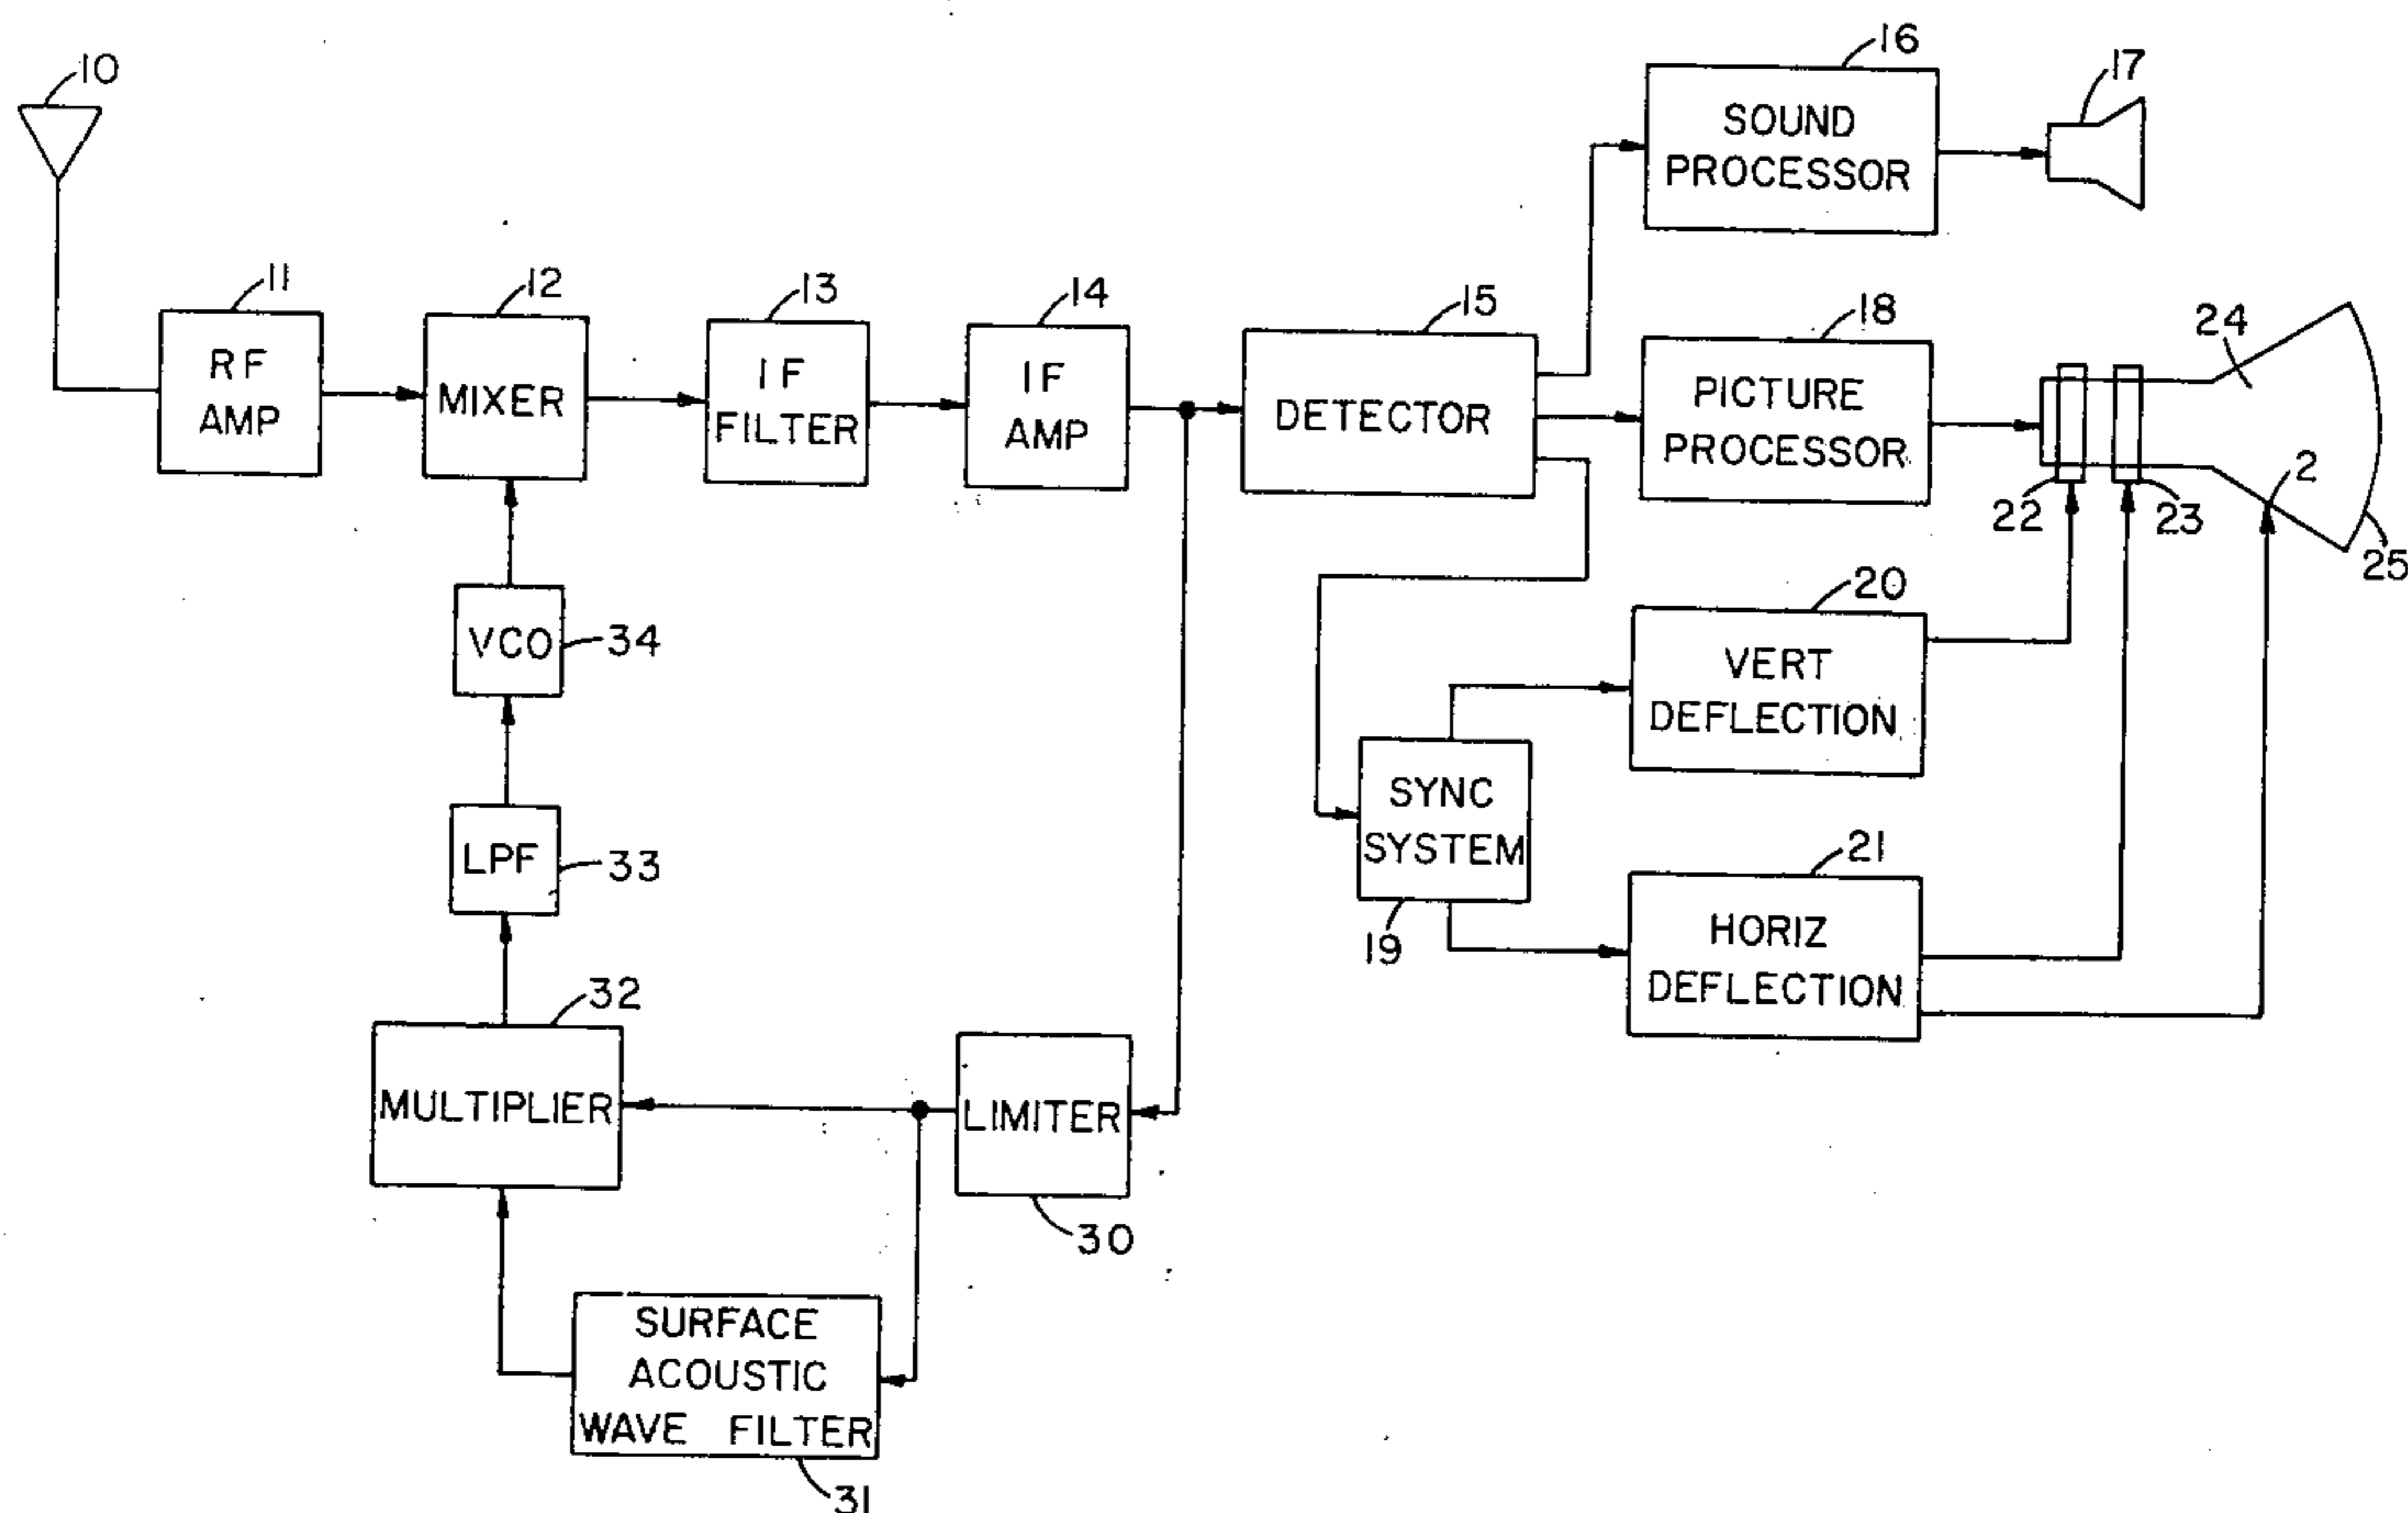 10
16
17
11
12
13
14
15
18
24
RF
AMP
MIXER
IF
FILTER
IF
AMP
DETECTOR
SOUND
PROCESSOR
PICTURE
PROCESSOR
2
22
23
25
VCO
34
20
VERT
DEFLECTION
LPF
33
SYNC
SYSTEM
19
21
HORIZ
DEFLECTION
32
MULTIPLIER
LIMITER
30
SURFACE
ACOUSTIC
WAVE FILTER
31